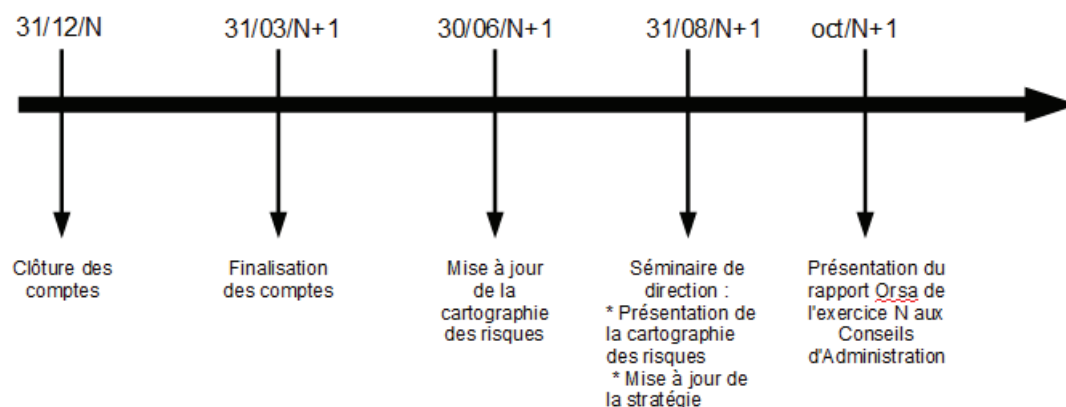 31/12/N
31/03/N+1
30/06/N+1
31/08/N+1
oct/N+1
Clôture des
comptes
Finalisation
des comptes
Mise à jour
de la
cartographie
des risques
Séminaire de
direction :
* Présentation de
la cartographie
des risques
* Mise à jour de
la stratégie
Présentation du
rapport Orsa de
l'exercice N aux
Conseils
d'Administration